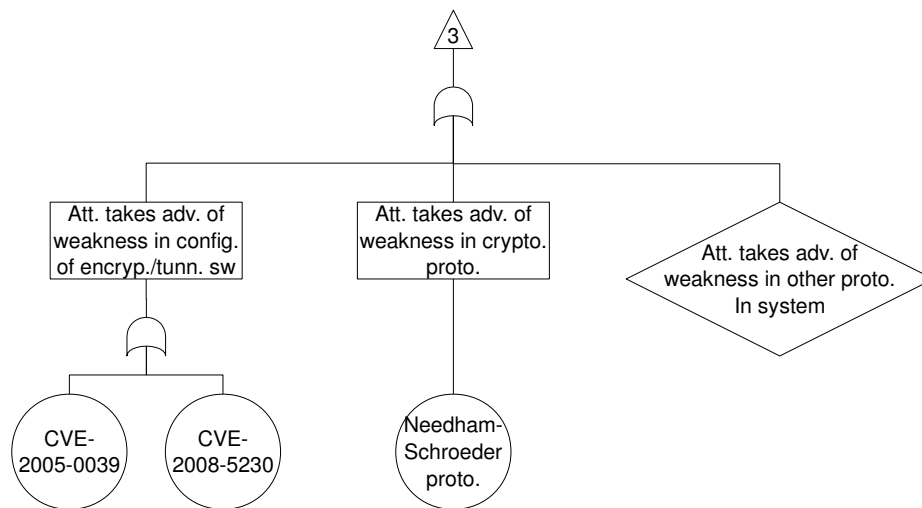 3
Att. takes adv. of
weakness in config.
of encryp./tunn. sw
Att. takes adv. of
weakness in crypto.
proto.
Att. takes adv. of
weakness in other proto.
In system
CVE-
2005-0039
CVE-
2008-5230
Needham-
Schroeder
proto.